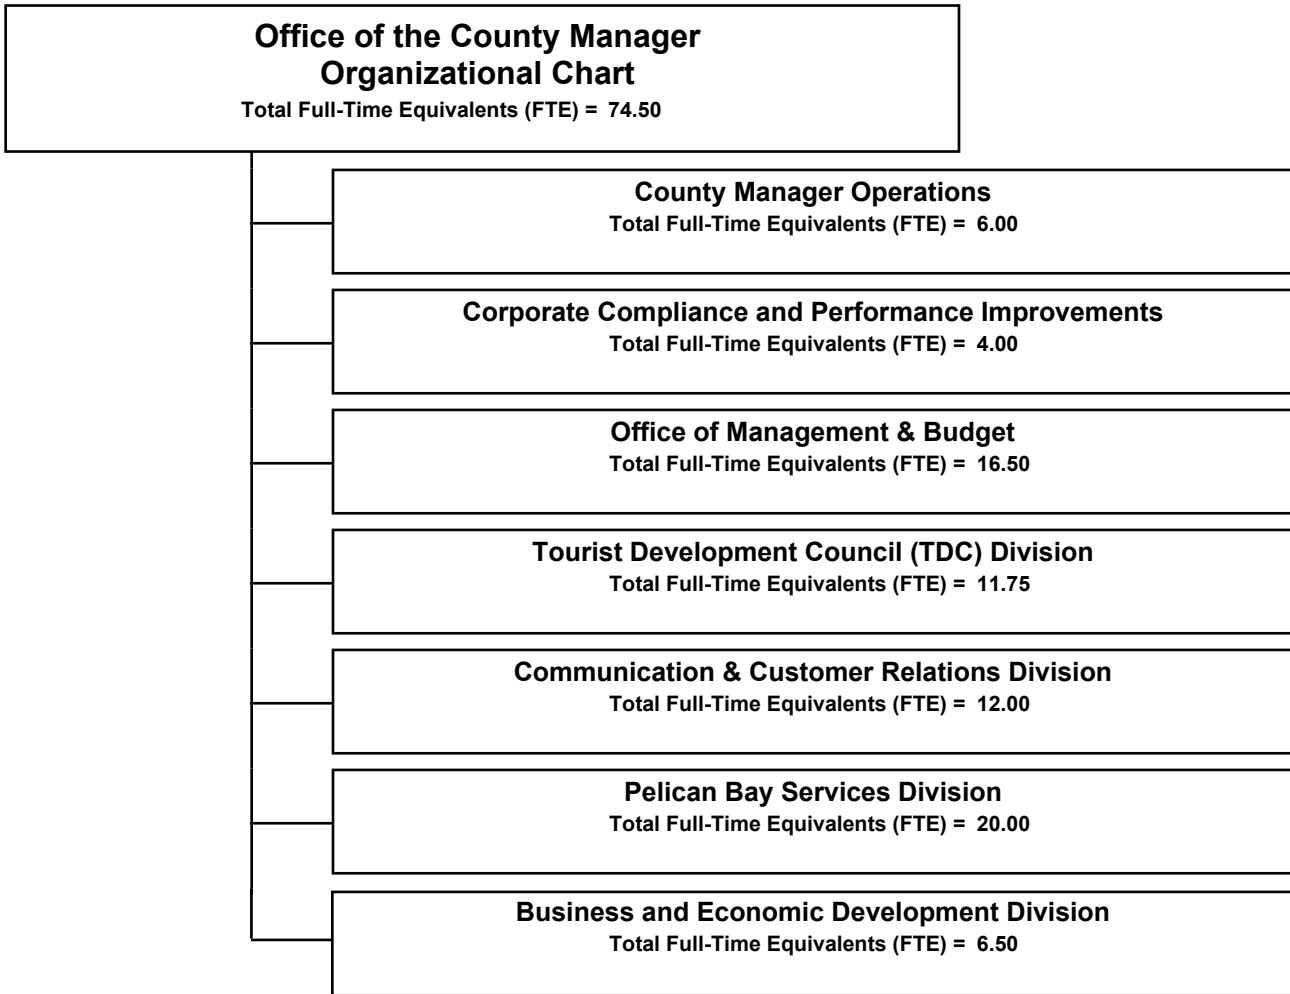 Office of the County Manager
Organizational Chart
Total Full-Time Equivalents (FTE) = 74.50
County Manager Operations
Total Full-Time Equivalents (FTE) = 6.00
Corporate Compliance and Performance Improvements
Total Full-Time Equivalents (FTE) = 4.00
Office of Management & Budget
Total Full-Time Equivalents (FTE) = 16.50
Tourist Development Council (TDC) Division
Total Full-Time Equivalents (FTE) = 11.75
Communication & Customer Relations Division
Total Full-Time Equivalents (FTE) = 12.00
Pelican Bay Services Division
Total Full-Time Equivalents (FTE) = 20.00
Business and Economic Development Division
Total Full-Time Equivalents (FTE) = 6.50